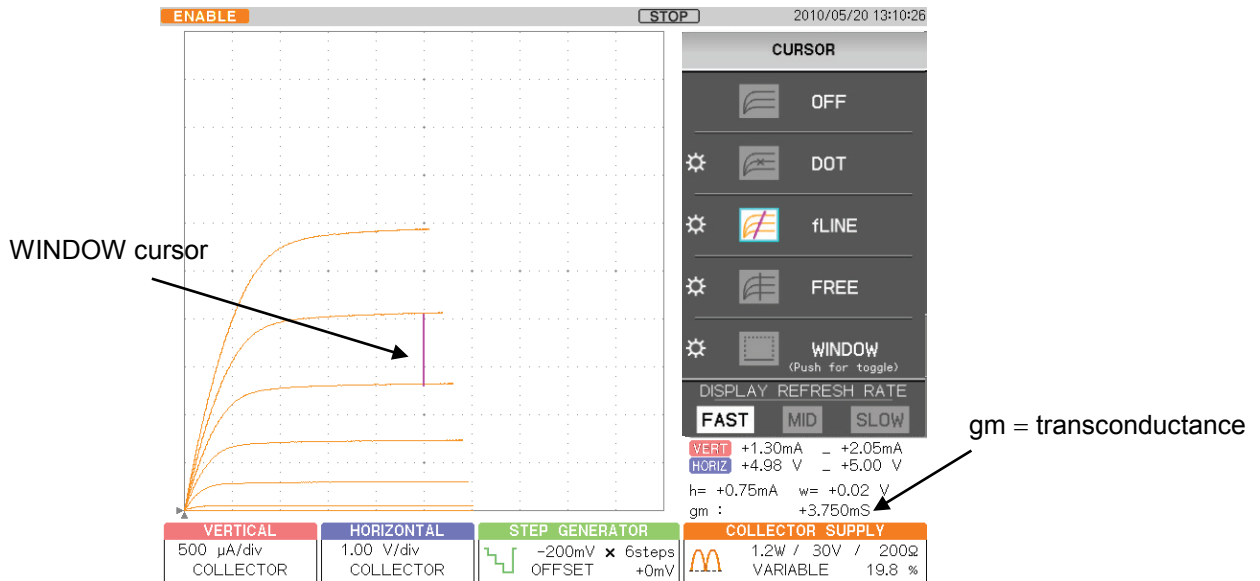 ENABLE
STOP
2010/05/20 13:10:26
CURSOR
OFF
DOT
fLINE
FREE
WINDOW
(Push for toggle)
DISPLAY REFRESH RATE
FAST MID SLOW
WINDOW cursor
gm = transconductance
VERT +1.30mA _ +2.05mA
HORIZ +4.98 V _ +5.00 V
h= +0.75mA w= +0.02 V
gm : +3.750mS
VERTICAL
500 µA/div
COLLECTOR
HORIZONTAL
1.00 V/div
COLLECTOR
STEP GENERATOR
-200mV × 6steps
OFFSET +0mV
COLLECTOR SUPPLY
1.2W / 30V / 200Ω
VARIABLE 19.8 %